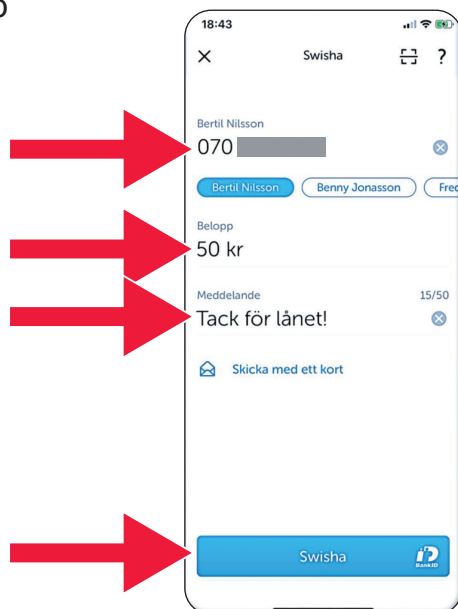 18:43
Swisha
?
Bertil Nilsson
070
Bertil Nilsson
Benny Jonasson
Fred
Belopp
50 kr
Meddelande 15/50
Tack för lånet!
Skicka med ett kort
Swisha
BankID